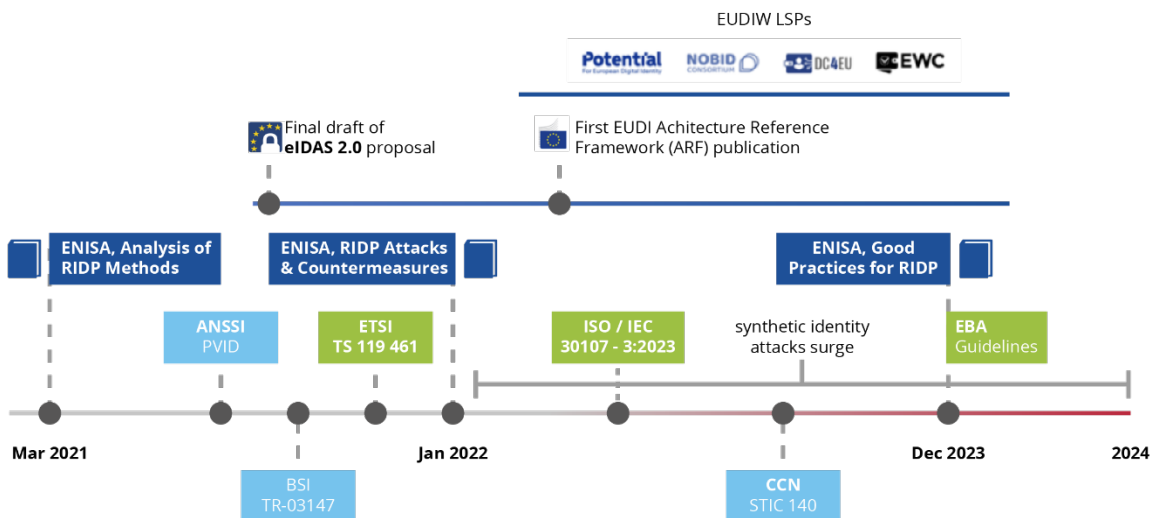 EUDIW LSPs
Potential
For European Digital Identity
NOBID
CONSORTIUM
DC4EU
EWC
Final draft of
eIDAS 2.0 proposal
First EUDI Achitecture Reference
Framework (ARF) publication
ENISA, Analysis of
RIDP Methods
ENISA, RIDP Attacks
& Countermeasures
ENISA, Good
Practices for RIDP
ANSSI
PVID
ETSI
TS 119 461
ISO / IEC
30107 - 3:2023
synthetic identity
attacks surge
EBA
Guidelines
Mar 2021
Jan 2022
Dec 2023
2024
BSI
TR-03147
CCN
STIC 140